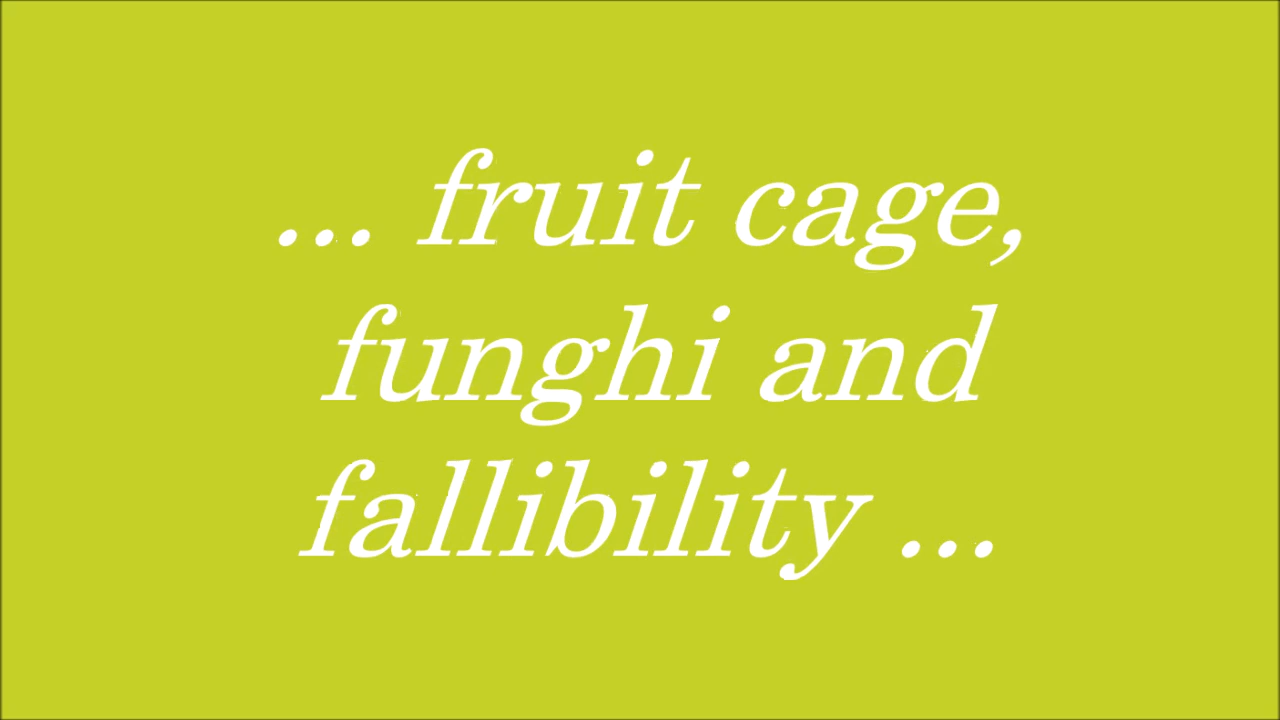 ... fruit cage,
funghi and
fallibility ...